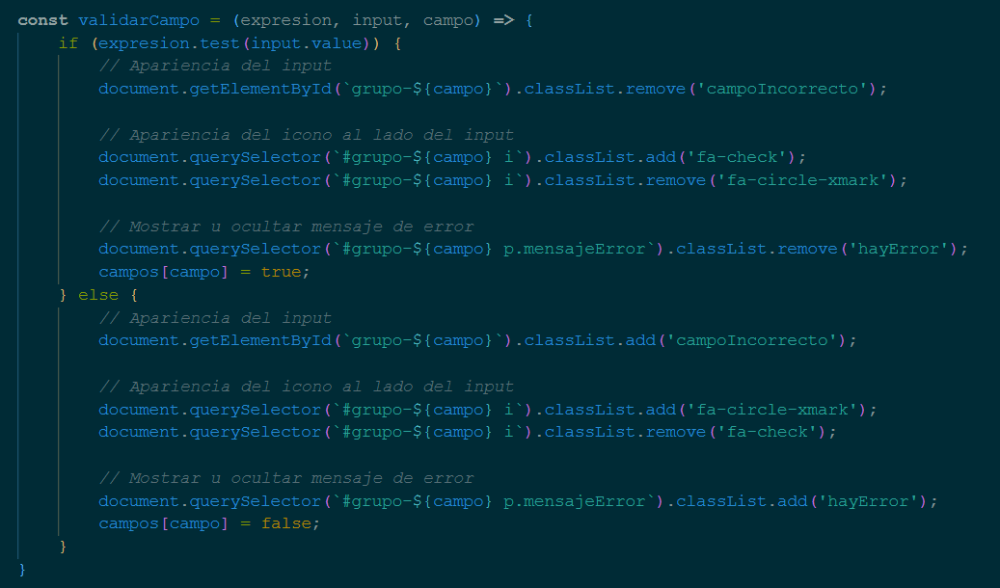 const validarCampo = (expresion, input, campo) => {
    if (expresion.test(input.value)) {
        // Apariencia del input
        document.getElementById(`grupo-${campo}`).classList.remove('campoIncorrecto');

        // Apariencia del icono al lado del input
        document.querySelector(`#grupo-${campo} i`).classList.add('fa-check');
        document.querySelector(`#grupo-${campo} i`).classList.remove('fa-circle-xmark');

        // Mostrar u ocultar mensaje de error
        document.querySelector(`#grupo-${campo} p.mensajeError`).classList.remove('hayError');
        campos[campo] = true;
    } else {
        // Apariencia del input
        document.getElementById(`grupo-${campo}`).classList.add('campoIncorrecto');

        // Apariencia del icono al lado del input
        document.querySelector(`#grupo-${campo} i`).classList.add('fa-circle-xmark');
        document.querySelector(`#grupo-${campo} i`).classList.remove('fa-check');

        // Mostrar u ocultar mensaje de error
        document.querySelector(`#grupo-${campo} p.mensajeError`).classList.add('hayError');
        campos[campo] = false;
    }
}